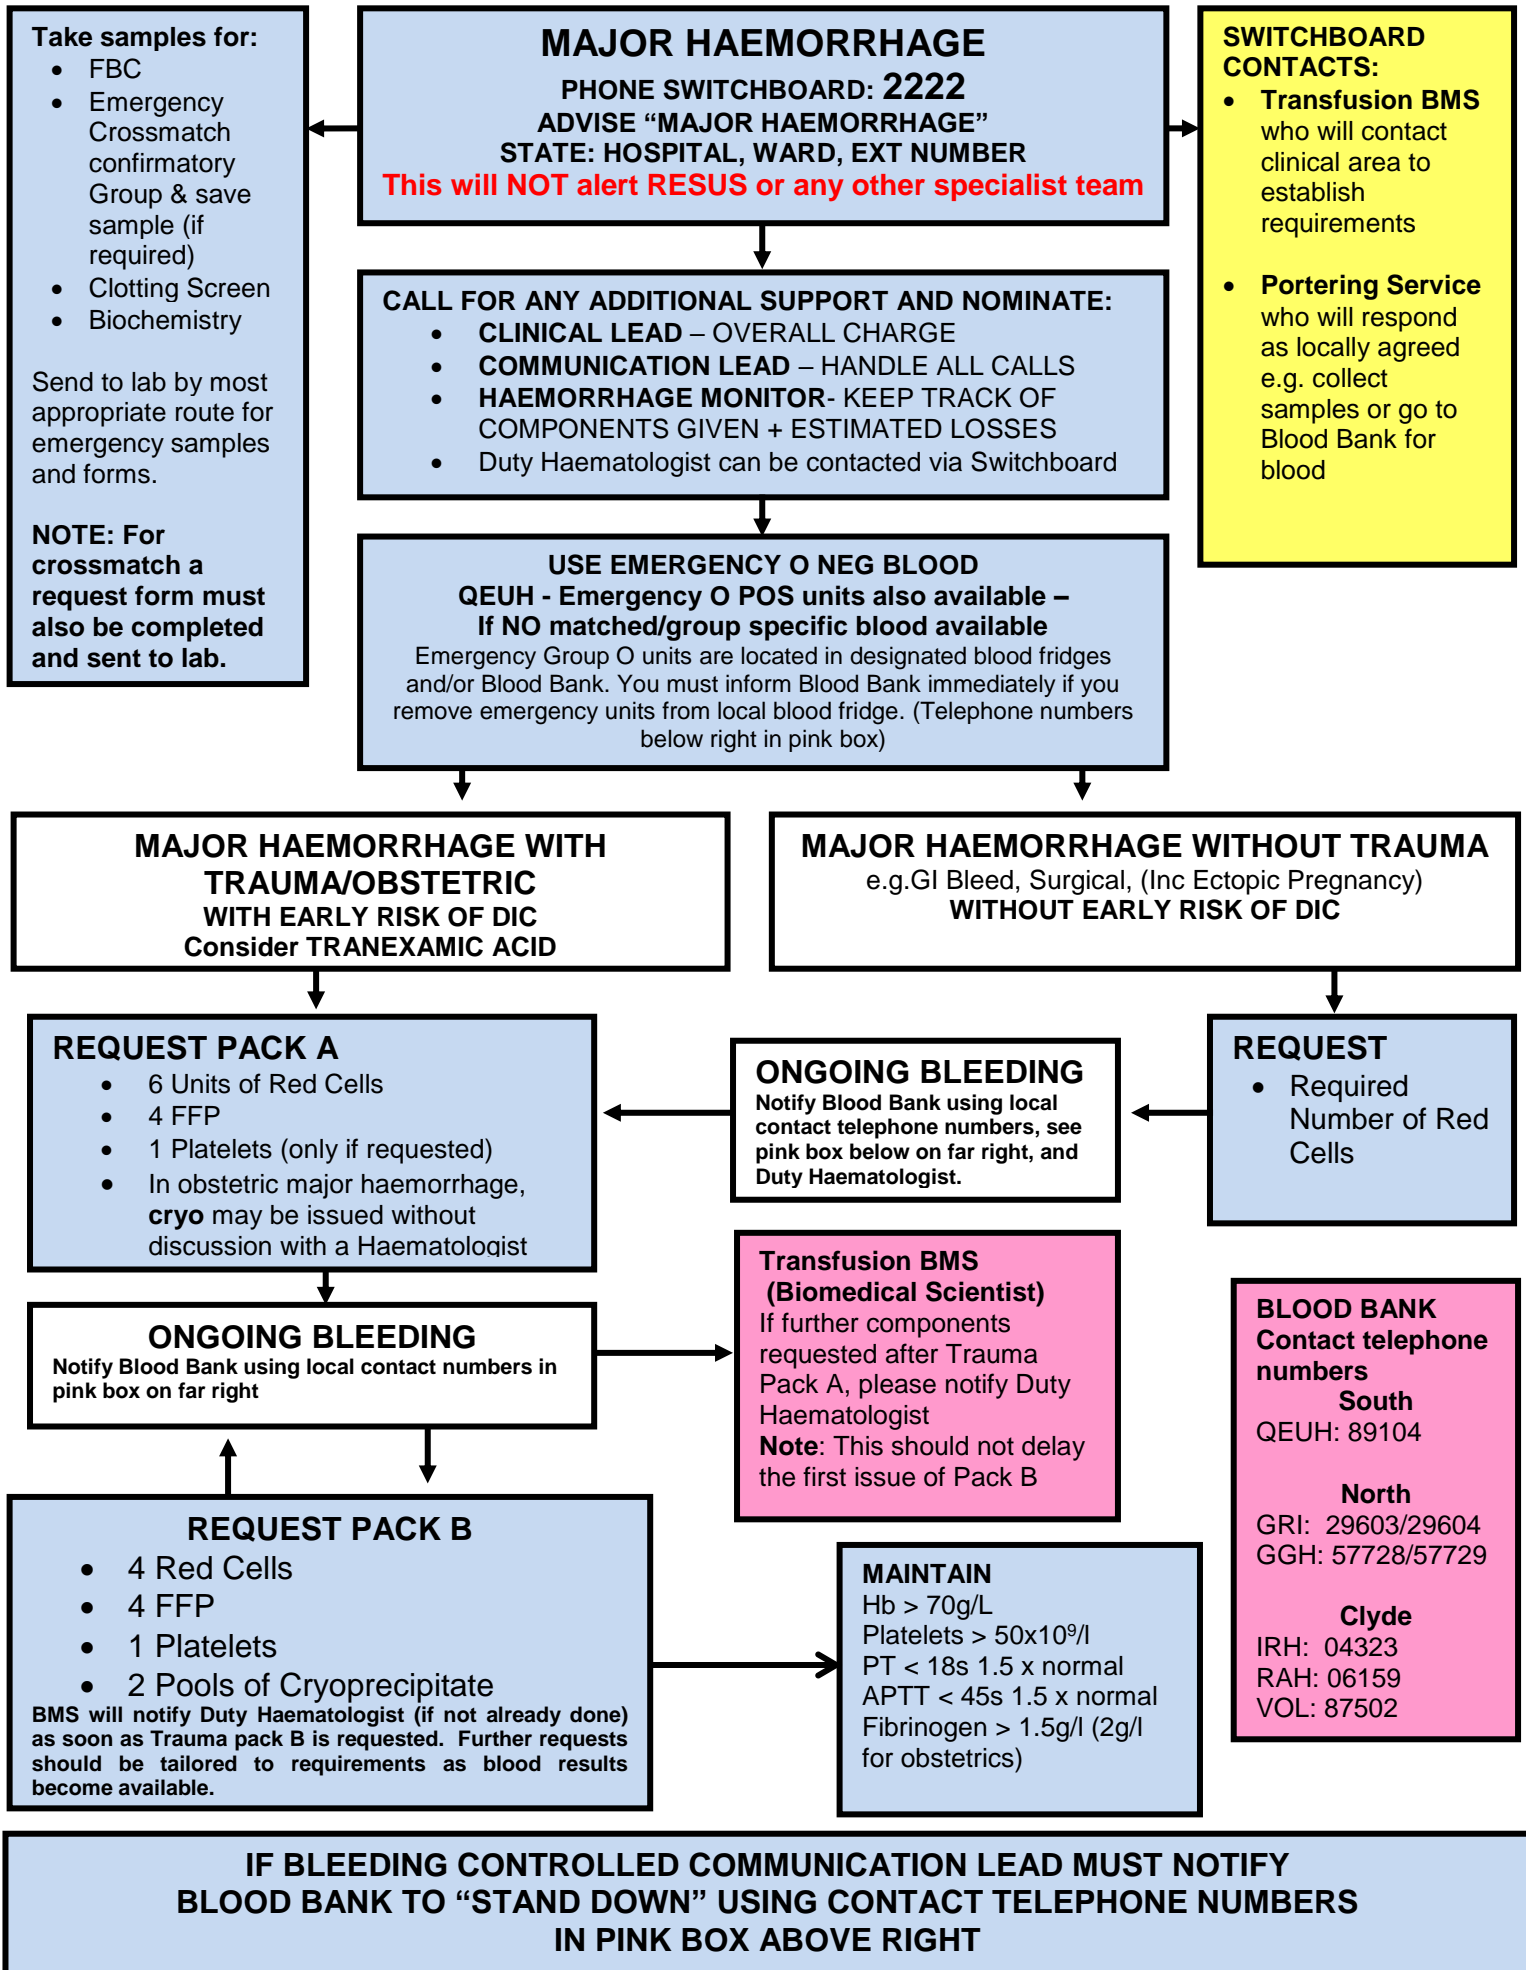 Take samples for:
• FBC
• Emergency
Crossmatch
confirmatory
Group & save
sample (if
required)
• Clotting Screen
• Biochemistry
Send to lab by most
appropriate route for
emergency samples
and forms.
NOTE: For
crossmatch a
request form must
also be completed
and sent to lab.
MAJOR HAEMORRHAGE
PHONE SWITCHBOARD: 2222
ADVISE “MAJOR HAEMORRHAGE”
STATE: HOSPITAL, WARD, EXT NUMBER
This will NOT alert RESUS or any other specialist team
SWITCHBOARD
CONTACTS:
• Transfusion BMS
who will contact
clinical area to
establish
requirements
• Portering Service
who will respond
as locally agreed
e.g. collect
samples or go to
Blood Bank for
blood
CALL FOR ANY ADDITIONAL SUPPORT AND NOMINATE:
• CLINICAL LEAD – OVERALL CHARGE
• COMMUNICATION LEAD – HANDLE ALL CALLS
• HAEMORRHAGE MONITOR- KEEP TRACK OF
COMPONENTS GIVEN + ESTIMATED LOSSES
• Duty Haematologist can be contacted via Switchboard
USE EMERGENCY O NEG BLOOD
QEUH - Emergency O POS units also available –
If NO matched/group specific blood available
Emergency Group O units are located in designated blood fridges
and/or Blood Bank. You must inform Blood Bank immediately if you
remove emergency units from local blood fridge. (Telephone numbers
below right in pink box)
MAJOR HAEMORRHAGE WITH
TRAUMA/OBSTETRIC
WITH EARLY RISK OF DIC
Consider TRANEXAMIC ACID
MAJOR HAEMORRHAGE WITHOUT TRAUMA
e.g.GI Bleed, Surgical, (Inc Ectopic Pregnancy)
WITHOUT EARLY RISK OF DIC
REQUEST PACK A
• 6 Units of Red Cells
• 4 FFP
• 1 Platelets (only if requested)
• In obstetric major haemorrhage,
cryo may be issued without
discussion with a Haematologist
ONGOING BLEEDING
Notify Blood Bank using local
contact telephone numbers, see
pink box below on far right, and
Duty Haematologist.
REQUEST
• Required
Number of Red
Cells
ONGOING BLEEDING
Notify Blood Bank using local contact numbers in
pink box on far right
Transfusion BMS
(Biomedical Scientist)
If further components
requested after Trauma
Pack A, please notify Duty
Haematologist
Note: This should not delay
the first issue of Pack B
BLOOD BANK
Contact telephone
numbers
South
QEUH: 89104
North
GRI: 29603/29604
GGH: 57728/57729
Clyde
IRH: 04323
RAH: 06159
VOL: 87502
REQUEST PACK B
• 4 Red Cells
• 4 FFP
• 1 Platelets
• 2 Pools of Cryoprecipitate
BMS will notify Duty Haematologist (if not already done)
as soon as Trauma pack B is requested. Further requests
should be tailored to requirements as blood results
become available.
MAINTAIN
Hb > 70g/L
Platelets > 50x10⁹/l
PT < 18s 1.5 x normal
APTT < 45s 1.5 x normal
Fibrinogen > 1.5g/l (2g/l
for obstetrics)
IF BLEEDING CONTROLLED COMMUNICATION LEAD MUST NOTIFY
BLOOD BANK TO “STAND DOWN” USING CONTACT TELEPHONE NUMBERS
IN PINK BOX ABOVE RIGHT